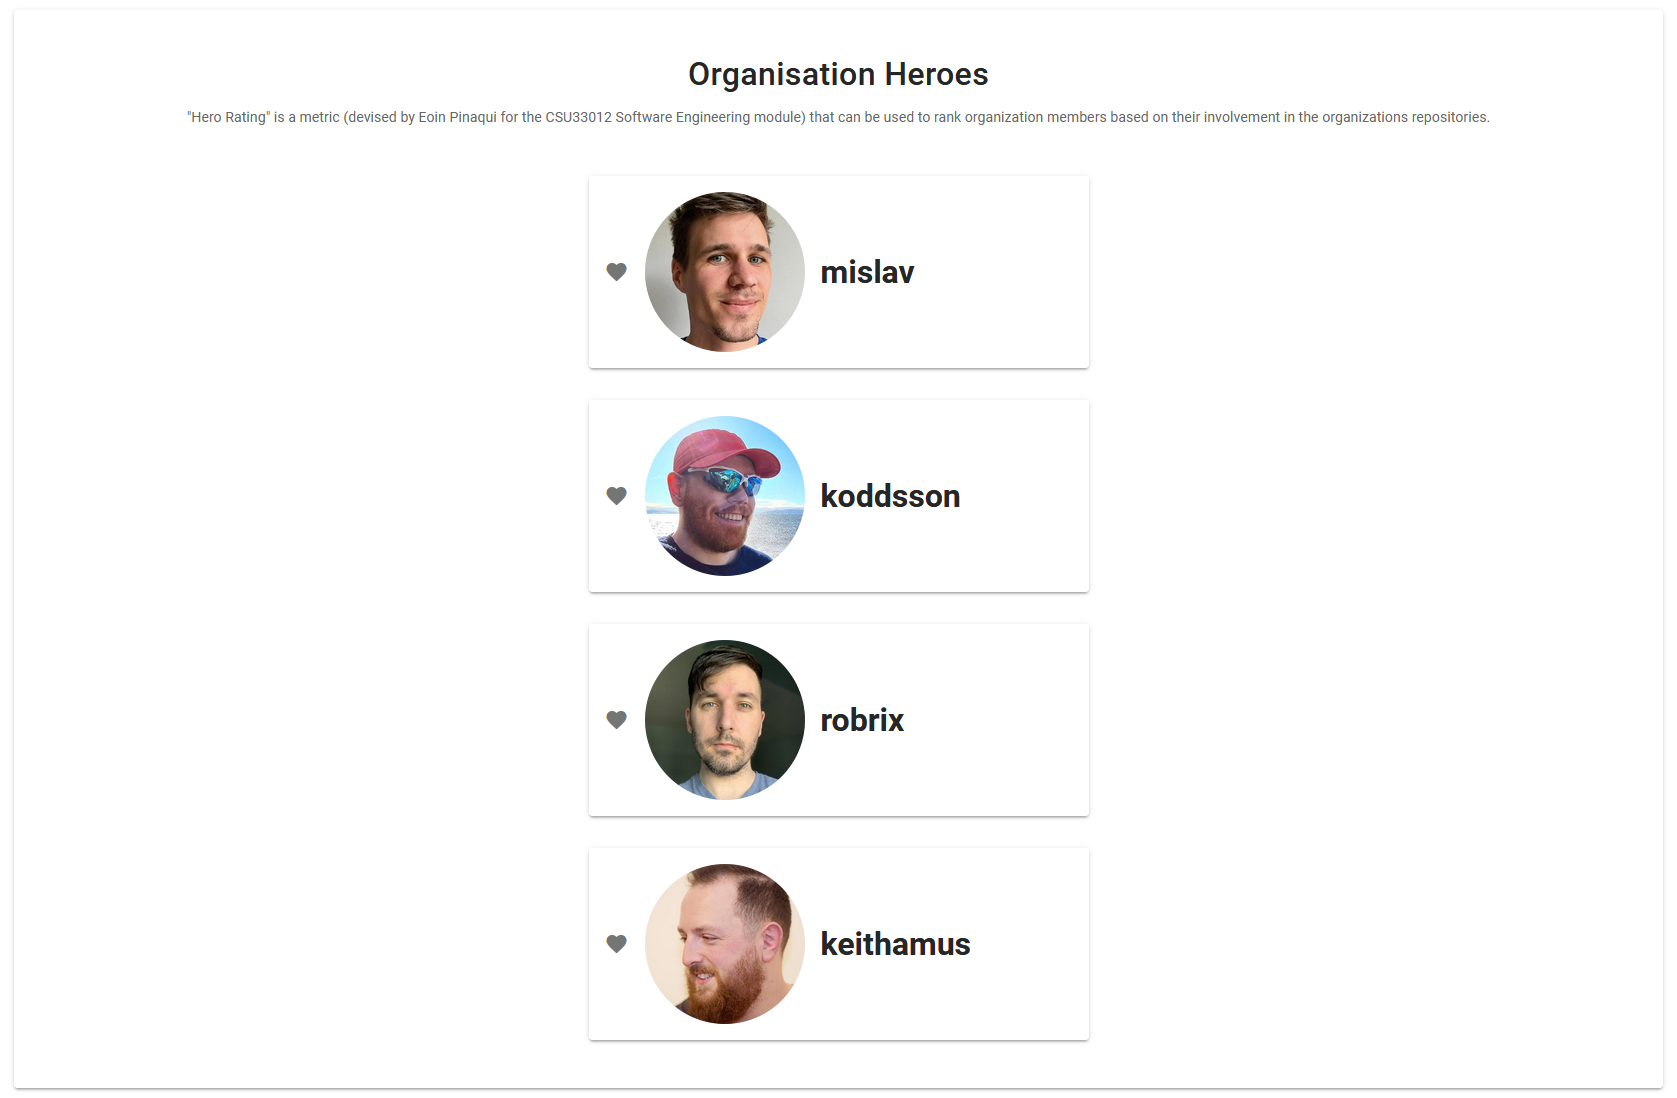 Organisation Heroes
"Hero Rating" is a metric (devised by Eoin Pinaqui for the CSU33012 Software Engineering module) that can be used to rank organization members based on their involvement in the organizations repositories.
mislav
koddsson
robrix
keithamus